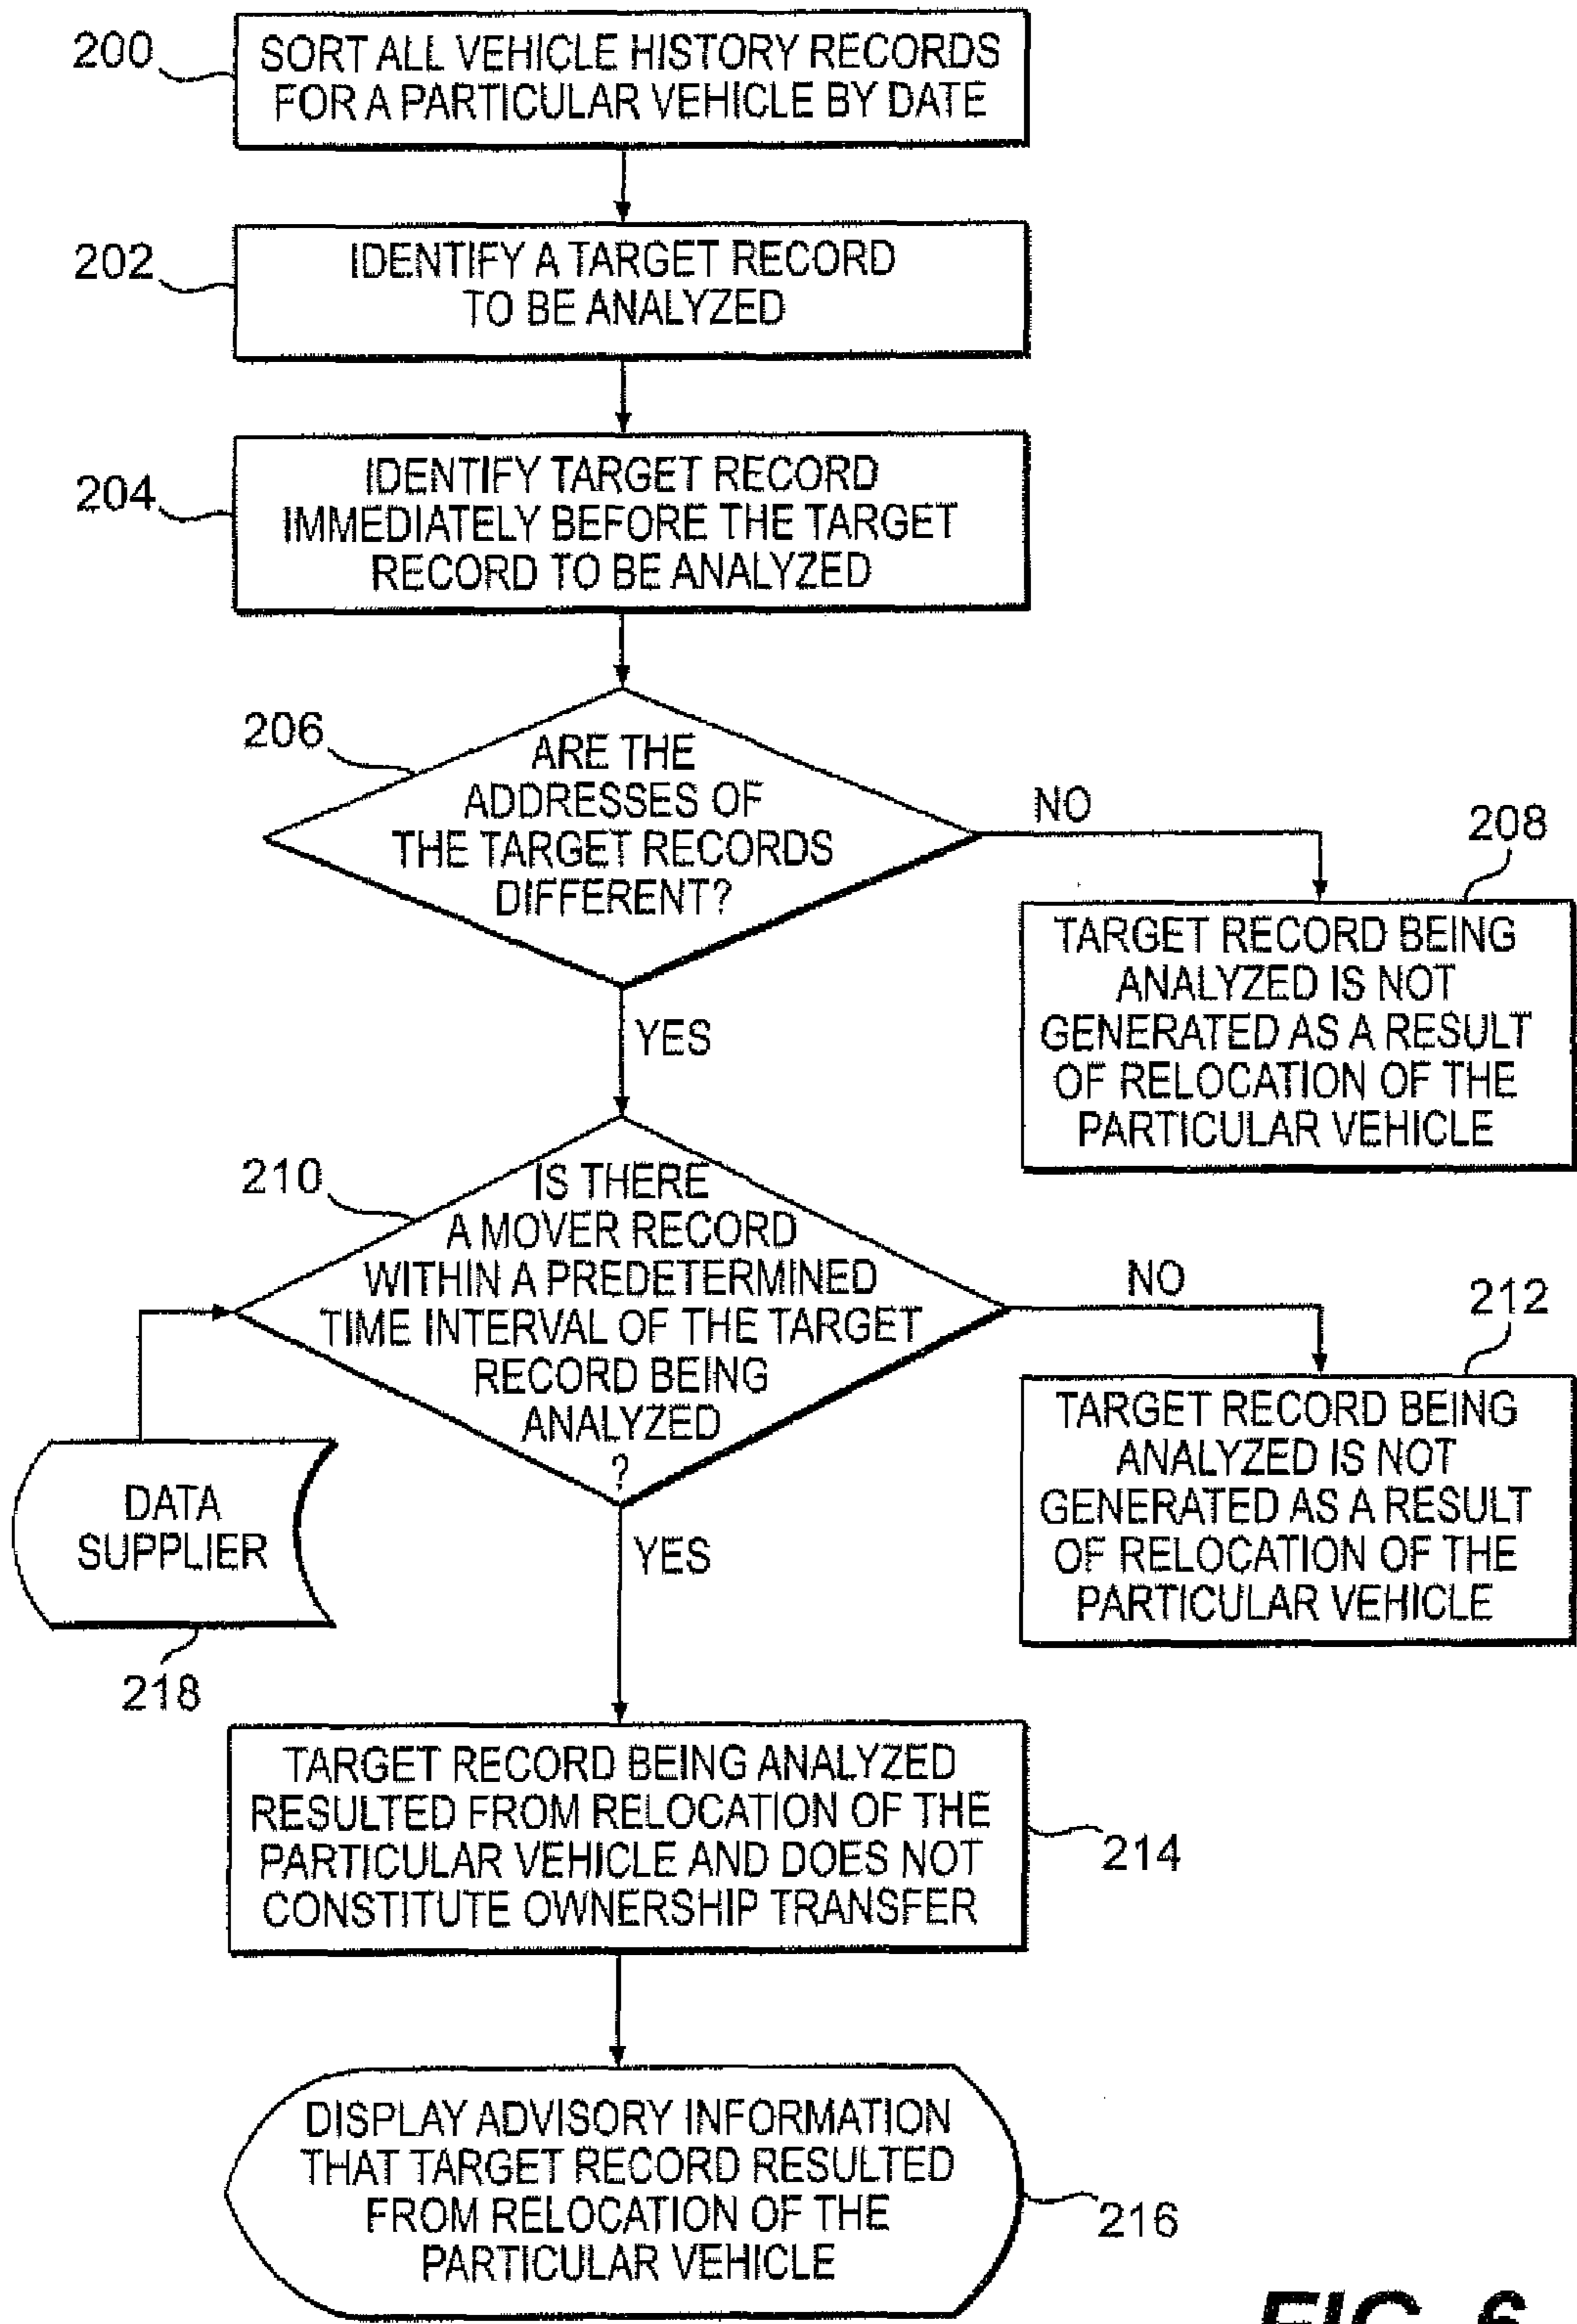 200
SORT ALL VEHICLE HISTORY RECORDS
FOR A PARTICULAR VEHICLE BY DATE
202
IDENTIFY A TARGET RECORD
TO BE ANALYZED
204
IDENTIFY TARGET RECORD
IMMEDIATELY BEFORE THE TARGET
RECORD TO BE ANALYZED
206
ARE THE
ADDRESSES OF
THE TARGET RECORDS
DIFFERENT?
NO
208
TARGET RECORD BEING
ANALYZED IS NOT
GENERATED AS A RESULT
OF RELOCATION OF THE
PARTICULAR VEHICLE
YES
210
IS THERE
A MOVER RECORD
WITHIN A PREDETERMINED
TIME INTERVAL OF THE TARGET
RECORD BEING
ANALYZED
?
NO
212
TARGET RECORD BEING
ANALYZED IS NOT
GENERATED AS A RESULT
OF RELOCATION OF THE
PARTICULAR VEHICLE
DATA
SUPPLIER
218
YES
TARGET RECORD BEING ANALYZED
RESULTED FROM RELOCATION OF THE
PARTICULAR VEHICLE AND DOES NOT
CONSTITUTE OWNERSHIP TRANSFER
214
DISPLAY ADVISORY INFORMATION
THAT TARGET RECORD RESULTED
FROM RELOCATION OF THE
PARTICULAR VEHICLE
216
FIG. 6